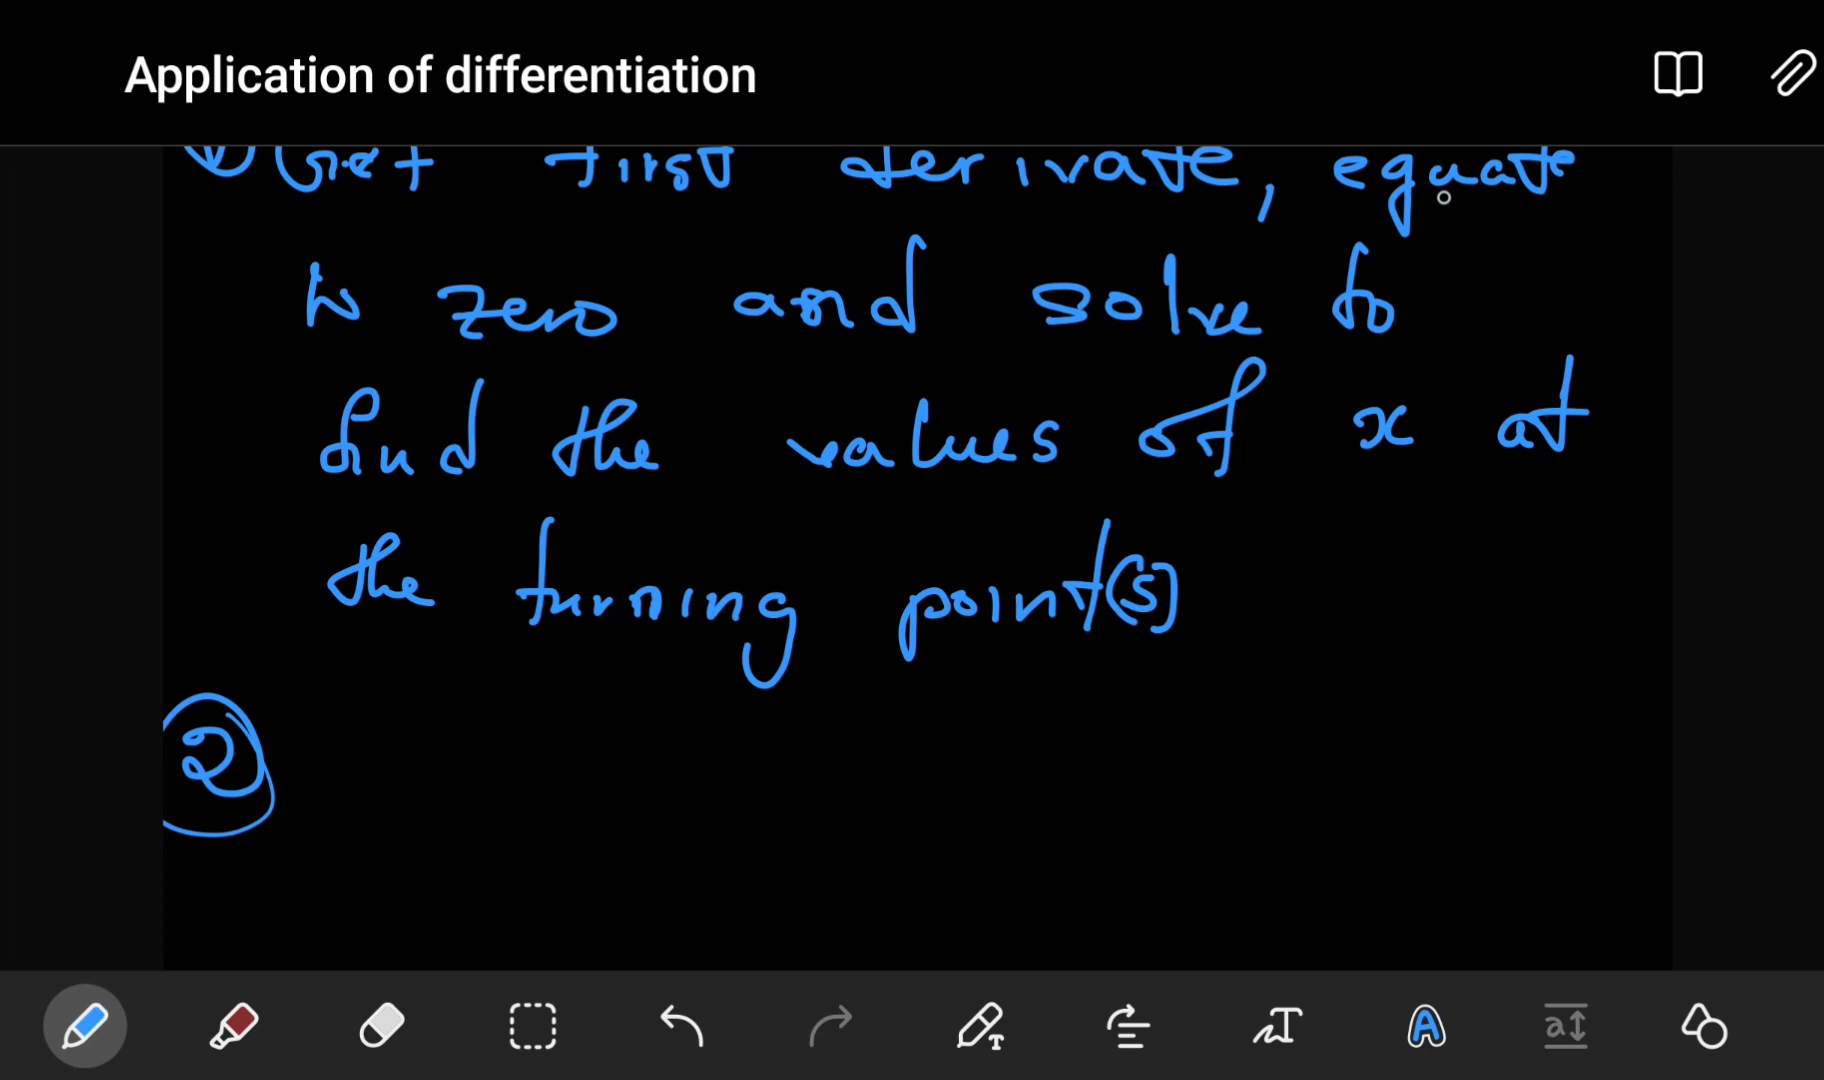 Application of differentiation
① Get first derivate, equate
to zero and solve to
find the values of x at
the turning point(s)
②